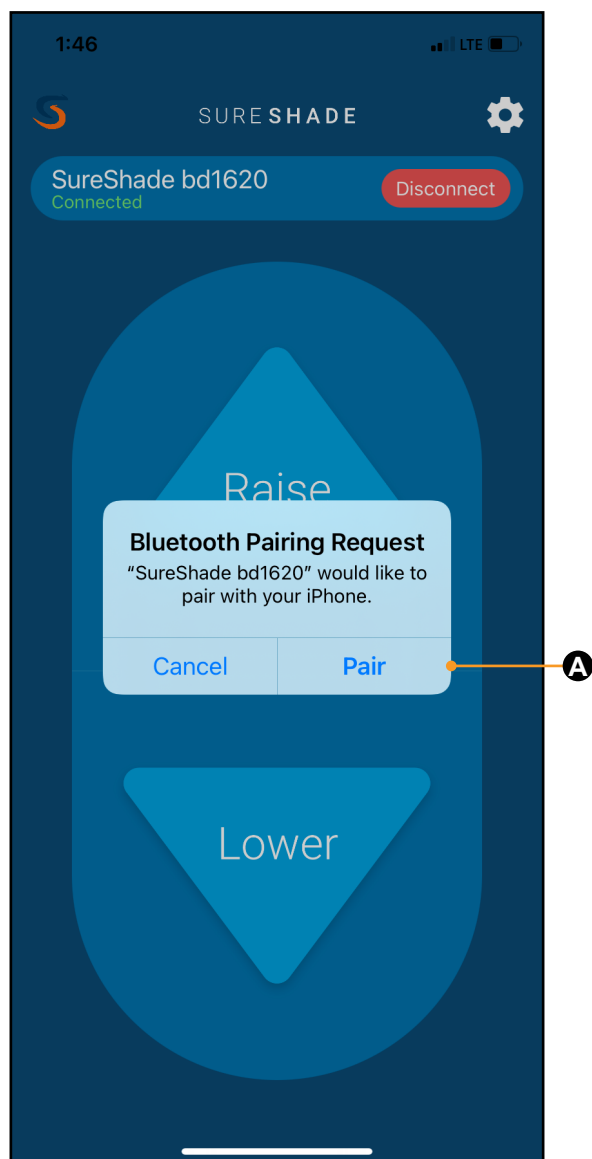 1:46
LTE
SURESHADE
SureShade bd1620
Connected
Disconnect
Raise
Bluetooth Pairing Request
“SureShade bd1620” would like to
pair with your iPhone.
Cancel
Pair
A
Lower